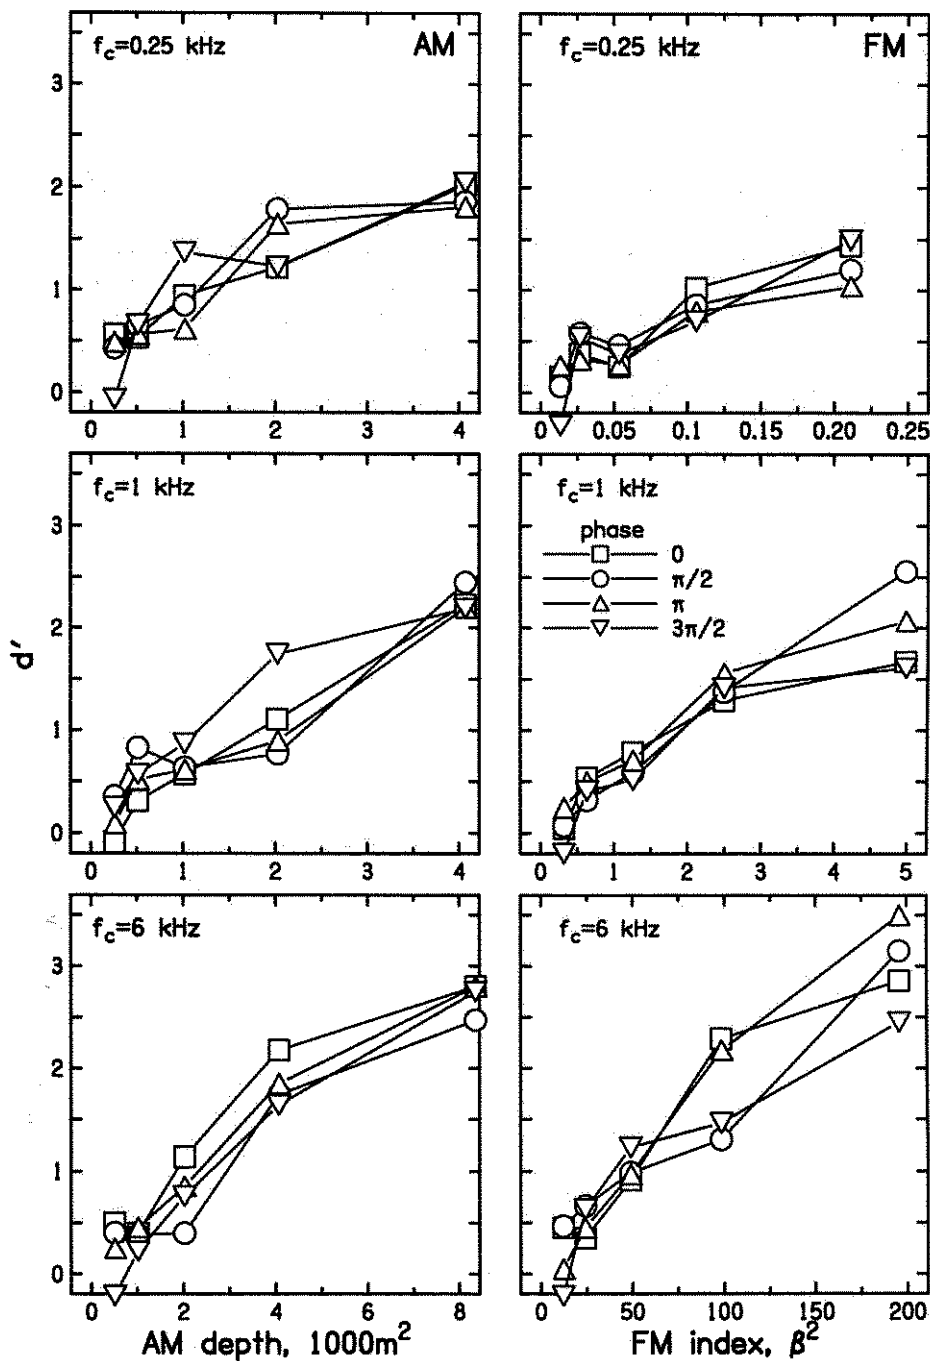 f_c=0.25 kHz AM
3
2
1
0
0 1 2 3 4
f_c=0.25 kHz FM
0 0.05 0.1 0.15 0.20 0.25
f_c=1 kHz
3
2
1
0
0 1 2 3 4
d′
f_c=1 kHz
phase
0
π/2
π
3π/2
0 1 2 3 4 5
f_c=6 kHz
3
2
1
0
0 2 4 6 8
AM depth, 1000m²
f_c=6 kHz
0 50 100 150 200
FM index, β²